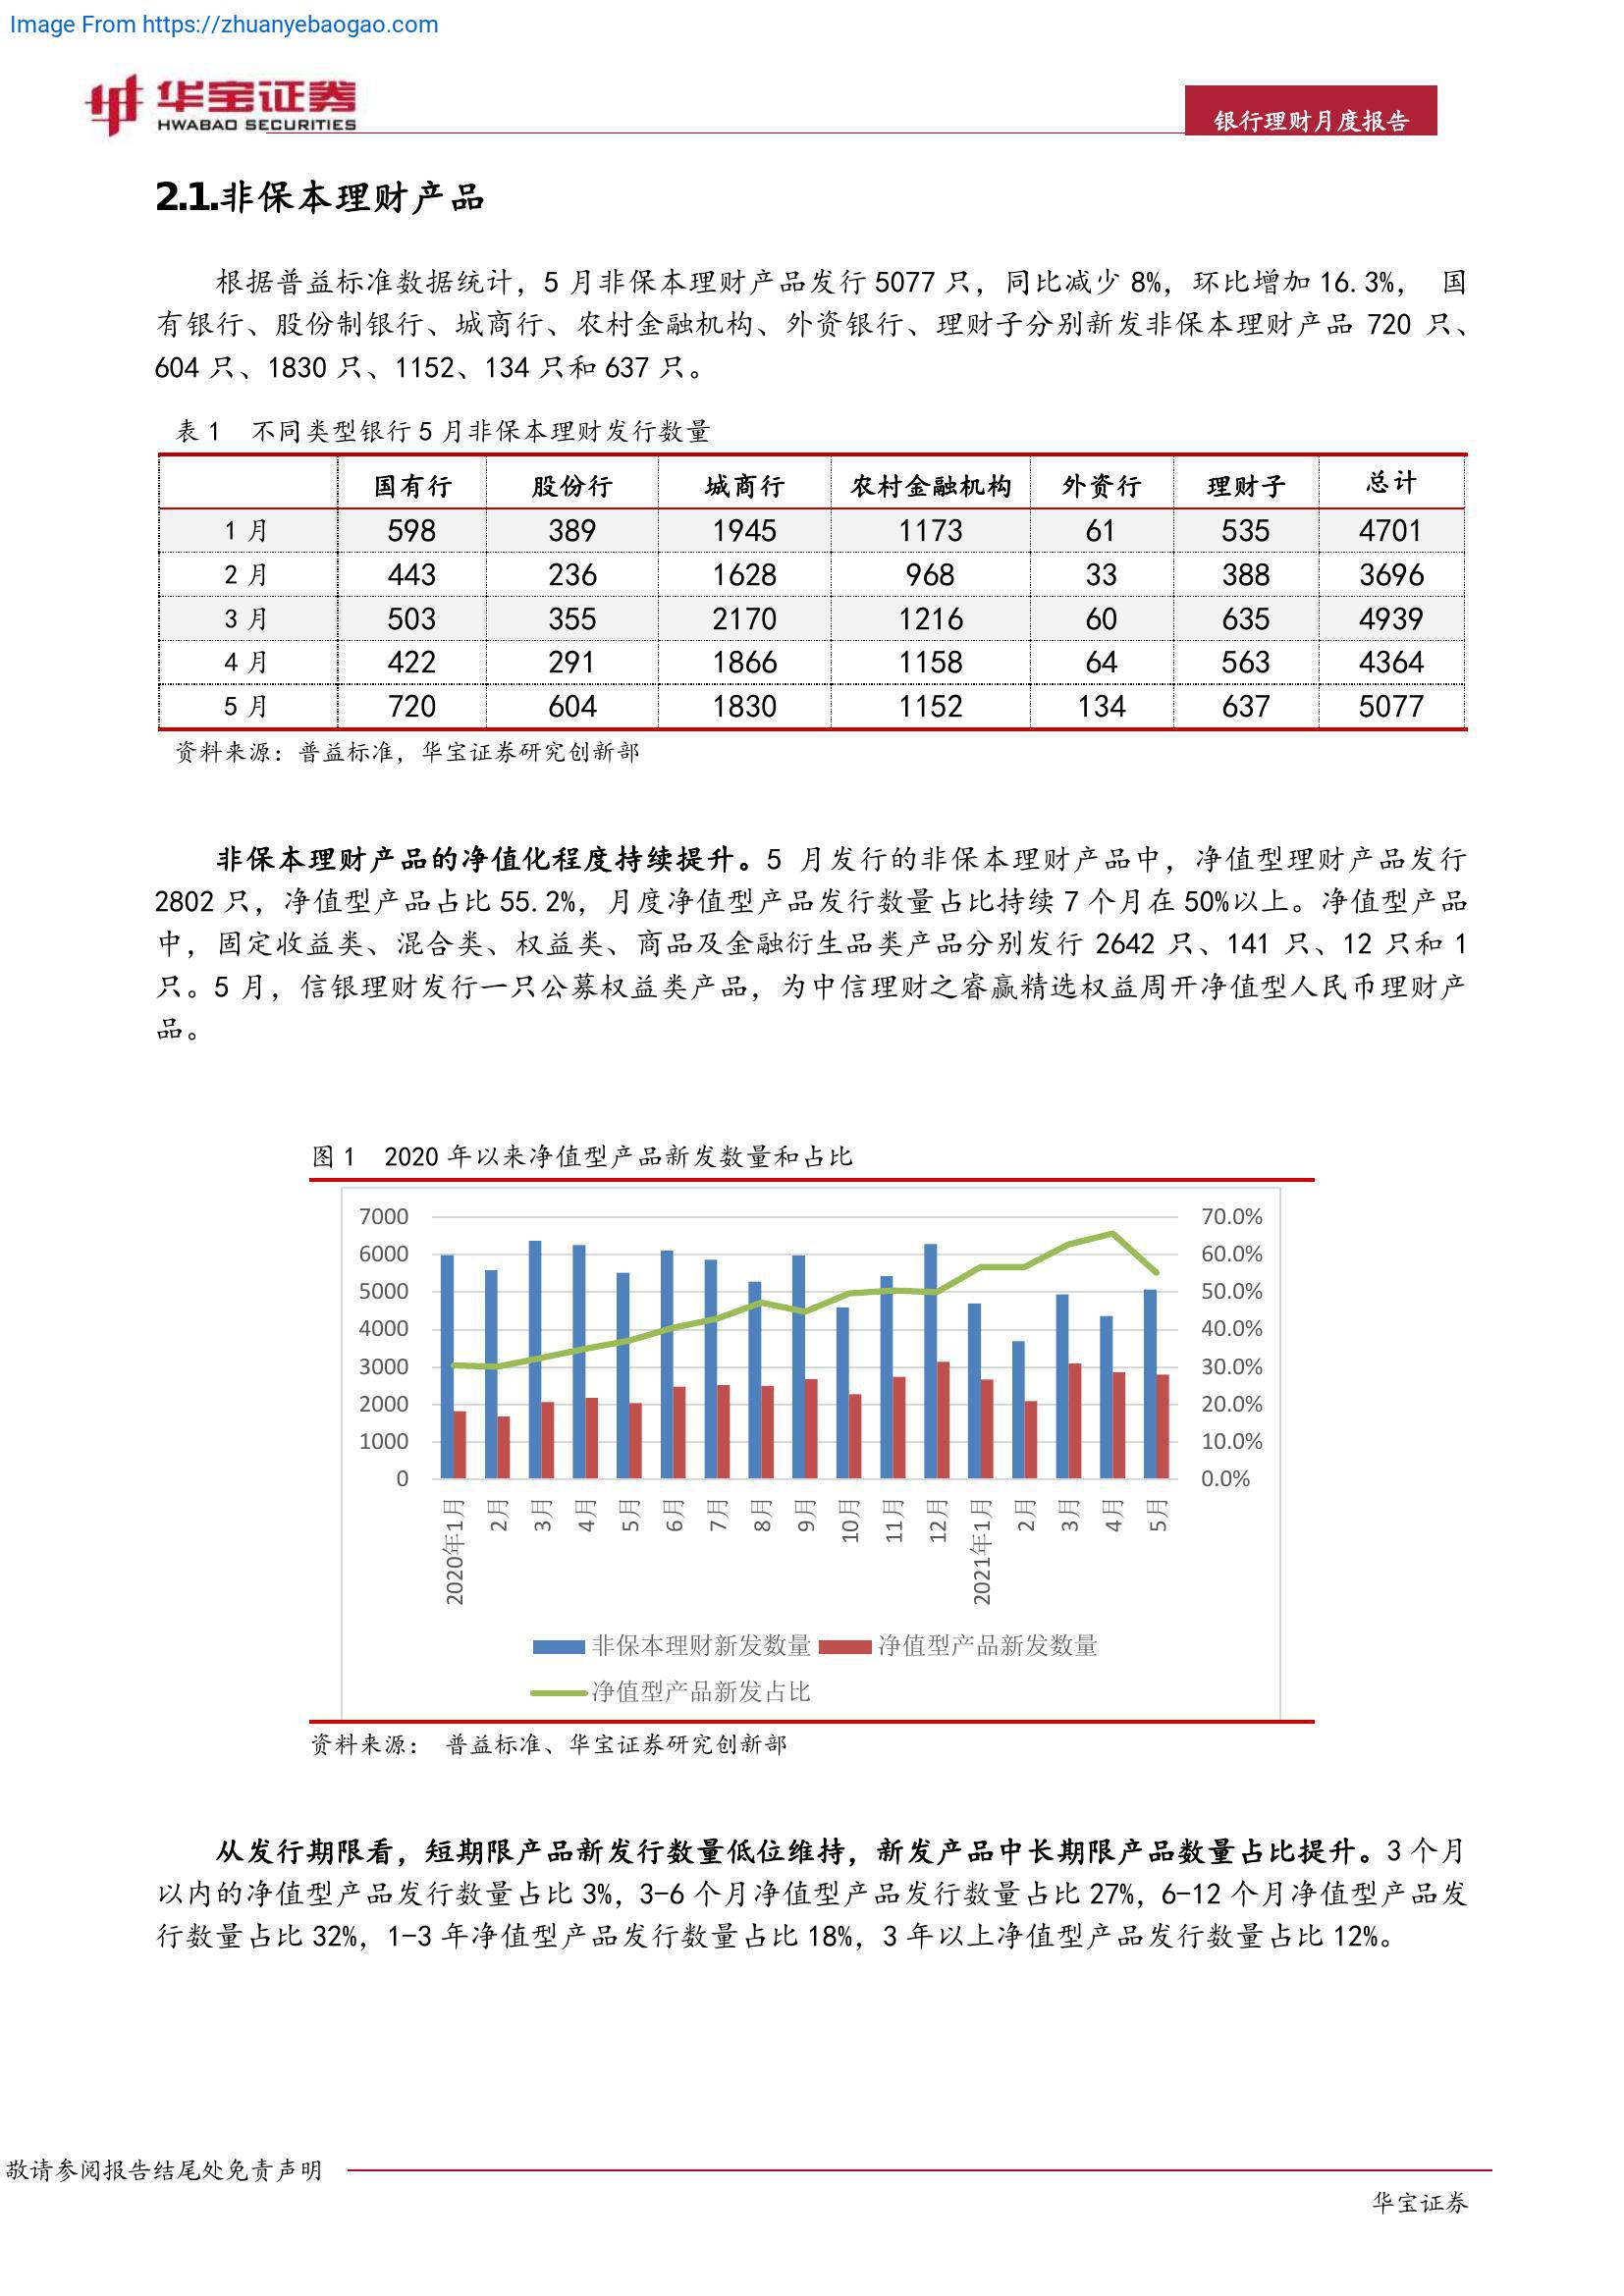 Image From https://zhuanyebaogao.com
华宝证券
HWABAO SECURITIES
银行理财月度报告
2.1.非保本理财产品
根据普益标准数据统计，5 月非保本理财产品发行 5077 只，同比减少 8%，环比增加 16.3%， 国
有银行、股份制银行、城商行、农村金融机构、外资银行、理财子分别新发非保本理财产品 720 只、
604 只、1830 只、1152、134 只和 637 只。
表 1 不同类型银行 5 月非保本理财发行数量
国有行 股份行 城商行 农村金融机构 外资行 理财子 总计
1 月 598 389 1945 1173 61 535 4701
2 月 443 236 1628 968 33 388 3696
3 月 503 355 2170 1216 60 635 4939
4 月 422 291 1866 1158 64 563 4364
5 月 720 604 1830 1152 134 637 5077
资料来源：普益标准，华宝证券研究创新部
非保本理财产品的净值化程度持续提升。5 月发行的非保本理财产品中，净值型理财产品发行
2802 只，净值型产品占比 55.2%，月度净值型产品发行数量占比持续 7 个月在 50%以上。净值型产品
中，固定收益类、混合类、权益类、商品及金融衍生品类产品分别发行 2642 只、141 只、12 只和 1
只。5 月，信银理财发行一只公募权益类产品，为中信理财之睿赢精选权益周开净值型人民币理财产
品。
图 1 2020 年以来净值型产品新发数量和占比
7000 70.0%
6000 60.0%
5000 50.0%
4000 40.0%
3000 30.0%
2000 20.0%
1000 10.0%
0 0.0%
2020年1月 2月 3月 4月 5月 6月 7月 8月 9月 10月 11月 12月 2021年1月 2月 3月 4月 5月
非保本理财新发数量 净值型产品新发数量
净值型产品新发占比
资料来源： 普益标准、华宝证券研究创新部
从发行期限看，短期限产品新发行数量低位维持，新发产品中长期限产品数量占比提升。3 个月
以内的净值型产品发行数量占比 3%，3-6 个月净值型产品发行数量占比 27%，6-12 个月净值型产品发
行数量占比 32%，1-3 年净值型产品发行数量占比 18%，3 年以上净值型产品发行数量占比 12%。
敬请参阅报告结尾处免责声明
华宝证券